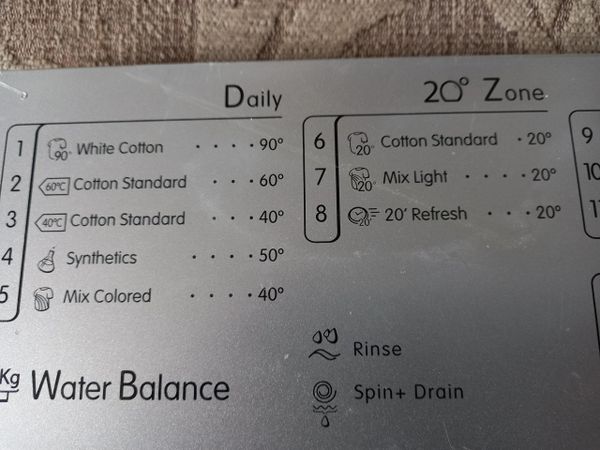 Daily
1 90° White Cotton · · · · 90°
2 60°C Cotton Standard · · · · 60°
3 40°C Cotton Standard · · · · 40°
4 Synthetics · · · · 50°
5 Mix Colored · · · · 40°
20° Zone
6 20° Cotton Standard · 20°
7 20° Mix Light · · · · 20°
8 20' 20' Refresh · · · 20°
9
10
Kg Water Balance
Rinse
Spin+ Drain